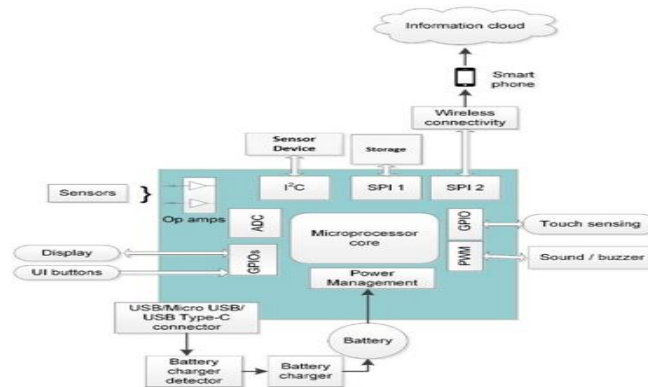 Information cloud
Smart
phone
Wireless
connectivity
Sensor
Device
Storage
I²C
SPI 1
SPI 2
Sensors
Op amps
ADC
GPIO
Touch sensing
Microprocessor
core
Display
UI buttons
GPIOs
PWM
Sound / buzzer
Power
Management
USB/Micro USB/
USB Type-C
connector
Battery
Battery
charger
detector
Battery
charger